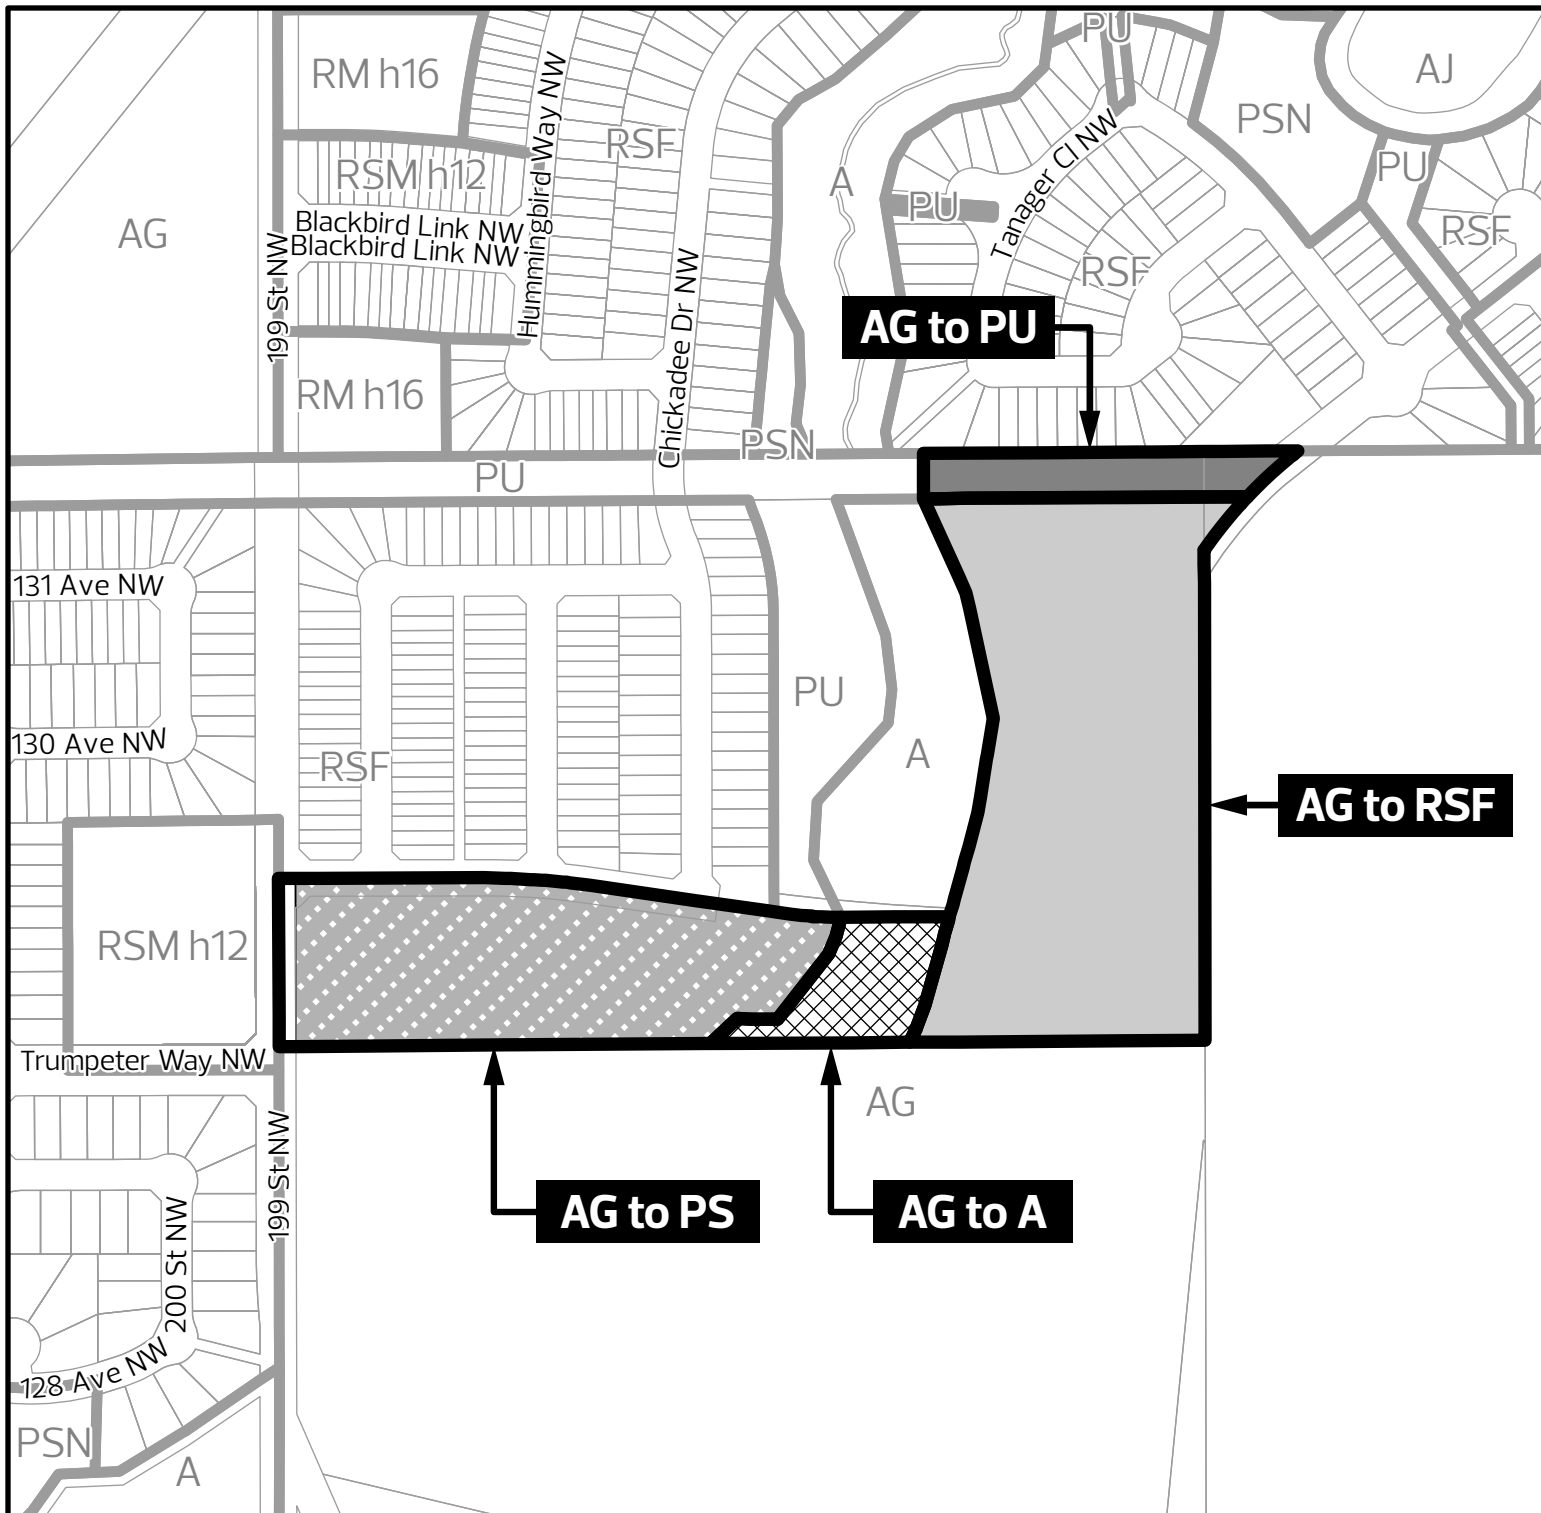 PU
RM h16
AJ
PSN
RSF
PU
RSM h12
A
Hummingbird Way NW
Tanager Cl NW
PU
AG
Blackbird Link NW
RSF
Blackbird Link NW
RSF
199 St NW
Chickadee Dr NW
AG to PU
RM h16
PSN
PU
131 Ave NW
PU
130 Ave NW
A
RSF
AG to RSF
RSM h12
Trumpeter Way NW
AG
199 St NW
AG to PS
AG to A
200 St NW
128 Ave NW
PSN
A